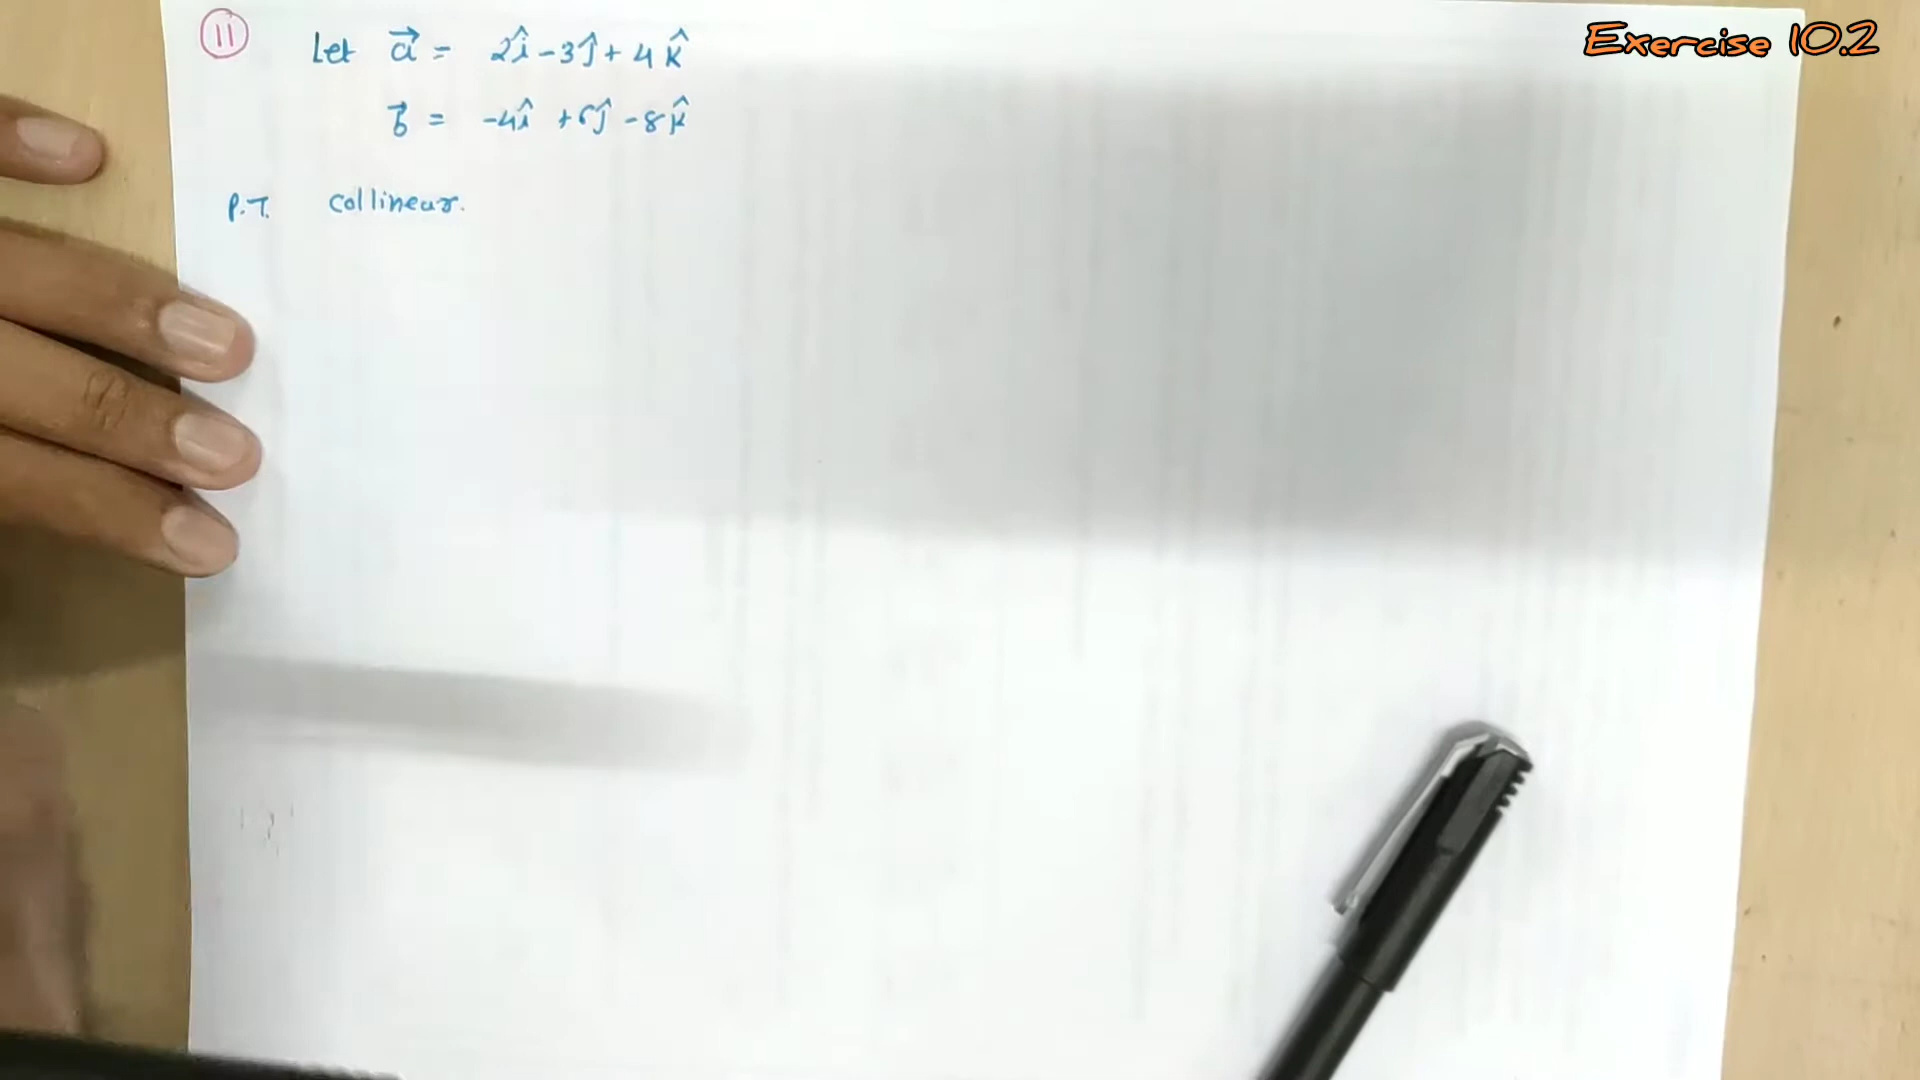 Exercise 10.2
11 Let a⃗ = 2î - 3ĵ + 4k̂
b⃗ = -4î + 6ĵ - 8k̂
P.T. collinear.